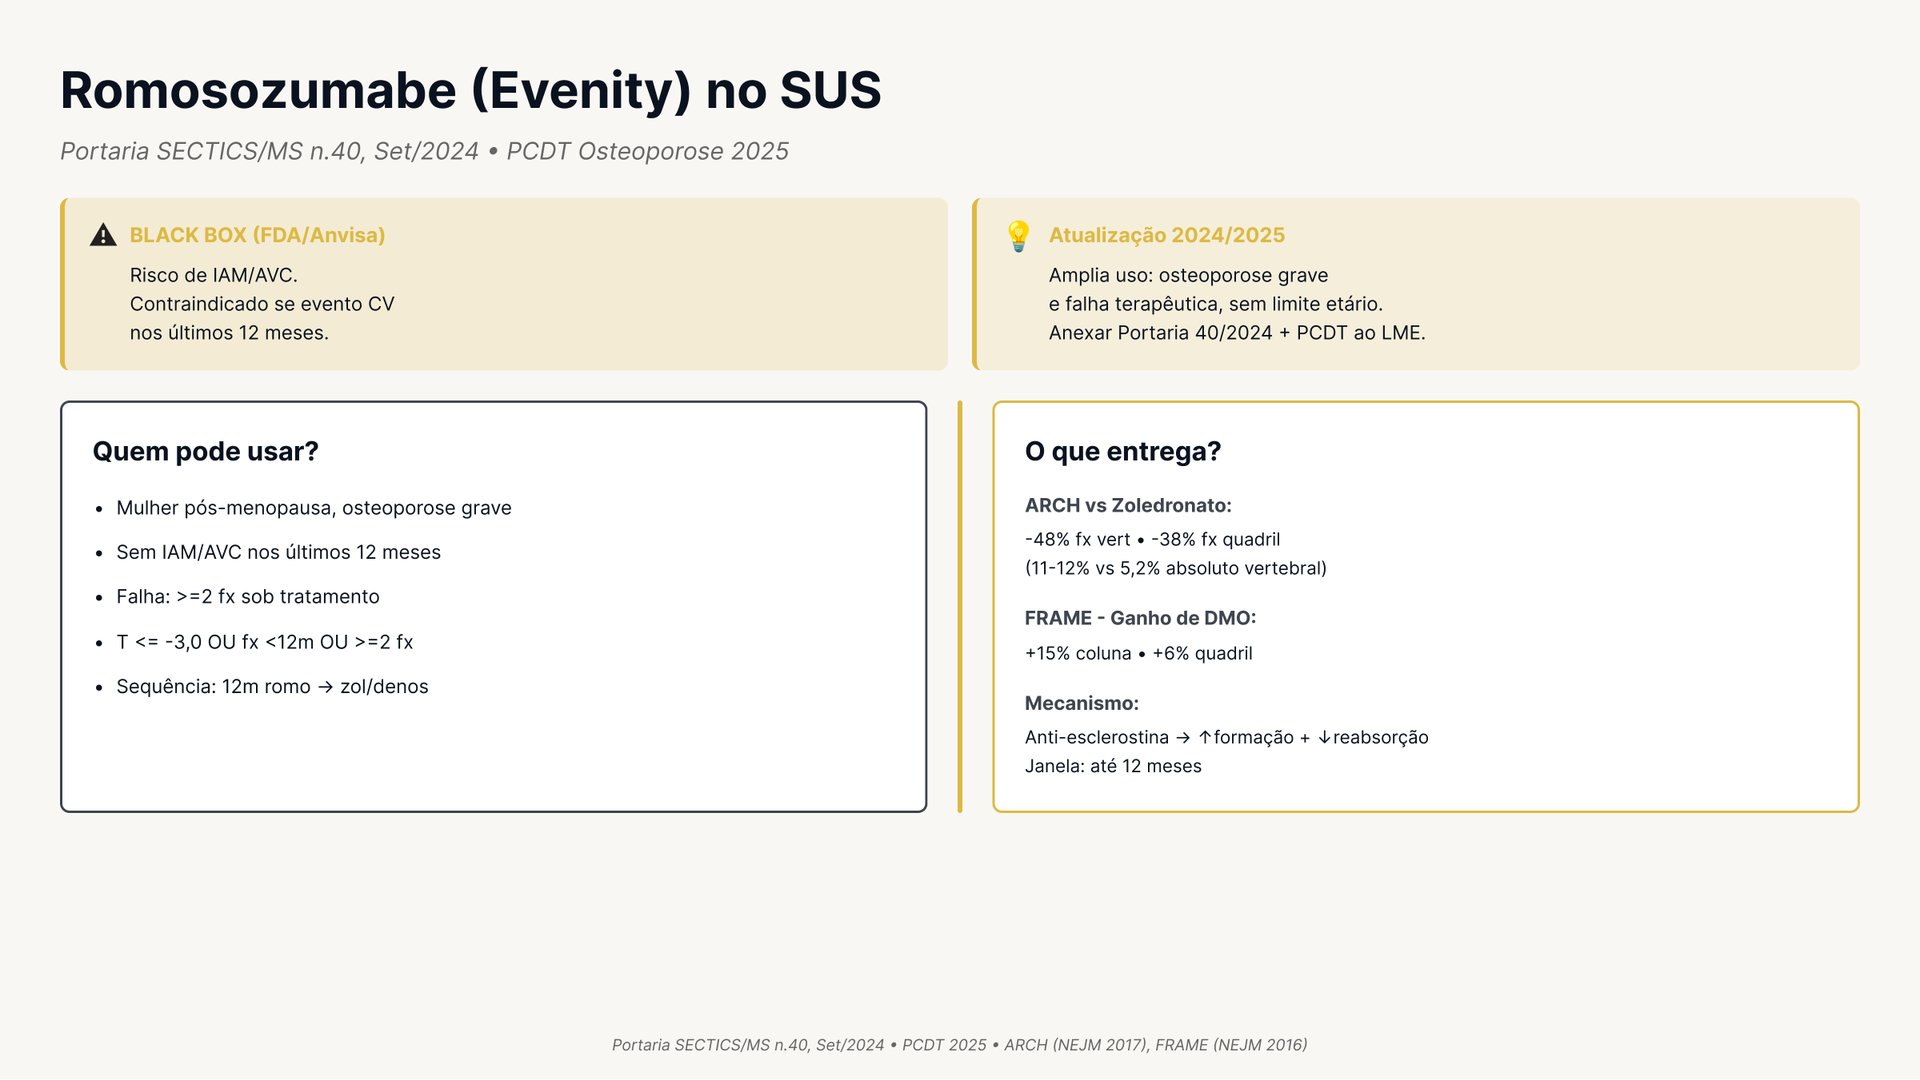 Romosozumabe (Evenity) no SUS
Portaria SECTICS/MS n.40, Set/2024 • PCDT Osteoporose 2025
BLACK BOX (FDA/Anvisa)
Risco de IAM/AVC.
Contraindicado se evento CV
nos últimos 12 meses.
Atualização 2024/2025
Amplia uso: osteoporose grave
e falha terapêutica, sem limite etário.
Anexar Portaria 40/2024 + PCDT ao LME.
Quem pode usar?
• Mulher pós-menopausa, osteoporose grave
• Sem IAM/AVC nos últimos 12 meses
• Falha: >=2 fx sob tratamento
• T <= -3,0 OU fx <12m OU >=2 fx
• Sequência: 12m romo → zol/denos
O que entrega?
ARCH vs Zoledronato:
-48% fx vert • -38% fx quadril
(11-12% vs 5,2% absoluto vertebral)
FRAME - Ganho de DMO:
+15% coluna • +6% quadril
Mecanismo:
Anti-esclerostina → ↑formação + ↓reabsorção
Janela: até 12 meses
Portaria SECTICS/MS n.40, Set/2024 • PCDT 2025 • ARCH (NEJM 2017), FRAME (NEJM 2016)